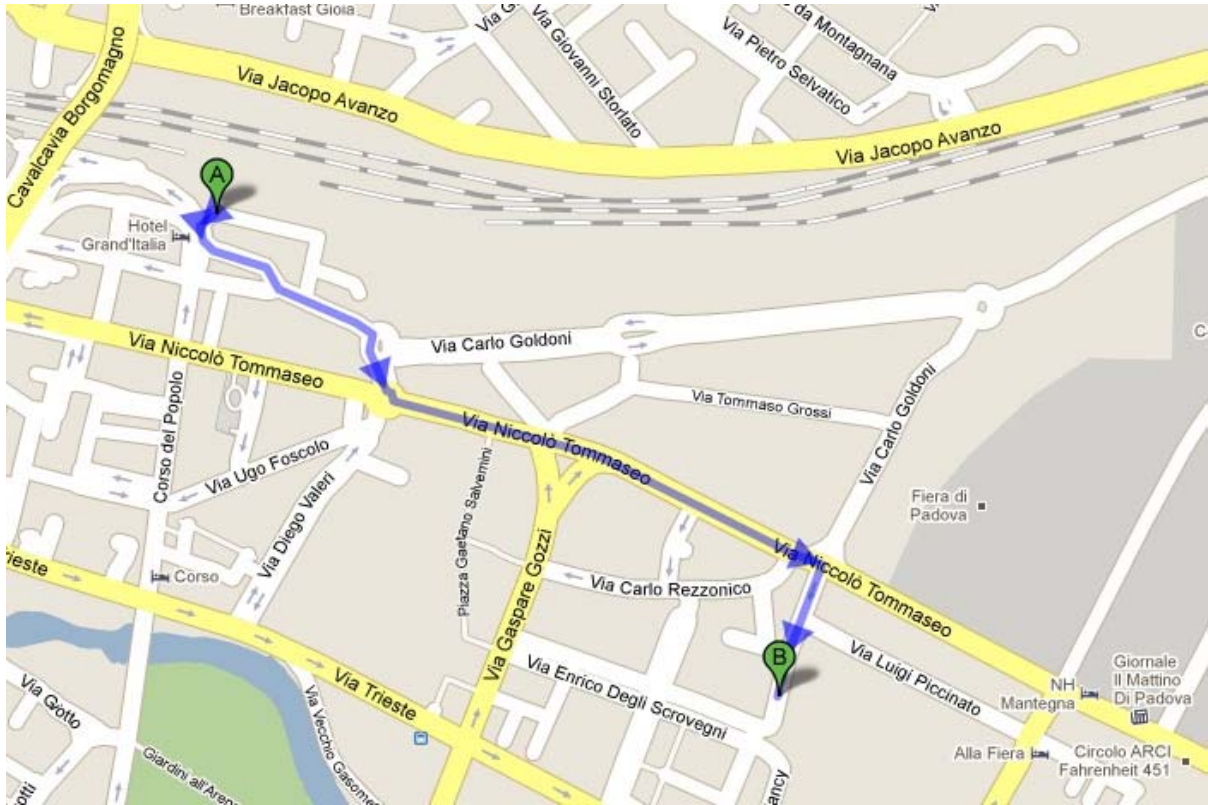 Breakfast Gioia
Via G
Via Giovanni Storlato
da Montagnana
Via Pietro Selvatico
Cavalcavia Borgomagno
Via Jacopo Avanzo
Via Jacopo Avanzo
A
Hotel
Grand'Italia
Via Niccolò Tommaseo
Via Carlo Goldoni
Via Tommaso Grossi
Via Carlo Goldoni
Corso del Popolo
Via Niccolò Tommaseo
Via Ugo Foscolo
Via Diego Valeri
Piazza Gaetano Salvemini
Via Gaspare Gozzi
Fiera di
Padova
C
rieste
Corso
Via Carlo Rezzonico
Via Niccolò Tommaseo
B
Via Enrico Degli Scrovegni
Via Luigi Piccinato
NH
Mantegna
Giornale
Il Mattino
Di Padova
Via Trieste
Via Giotto
Via Vecchio Gasome
Giardini all'Arena
otti
ancy
Alla Fiera
Circolo ARCI
Fahrenheit 451